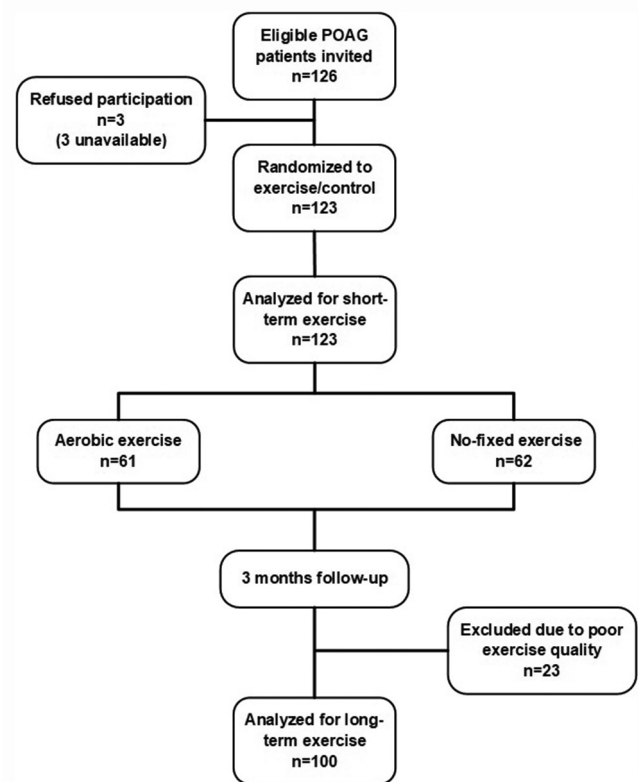 Eligible POAG
patients invited
n=126
Refused participation
n=3
(3 unavailable)
Randomized to
exercise/control
n=123
Analyzed for short-
term exercise
n=123
Aerobic exercise
n=61
No-fixed exercise
n=62
3 months follow-up
Excluded due to poor
exercise quality
n=23
Analyzed for long-
term exercise
n=100